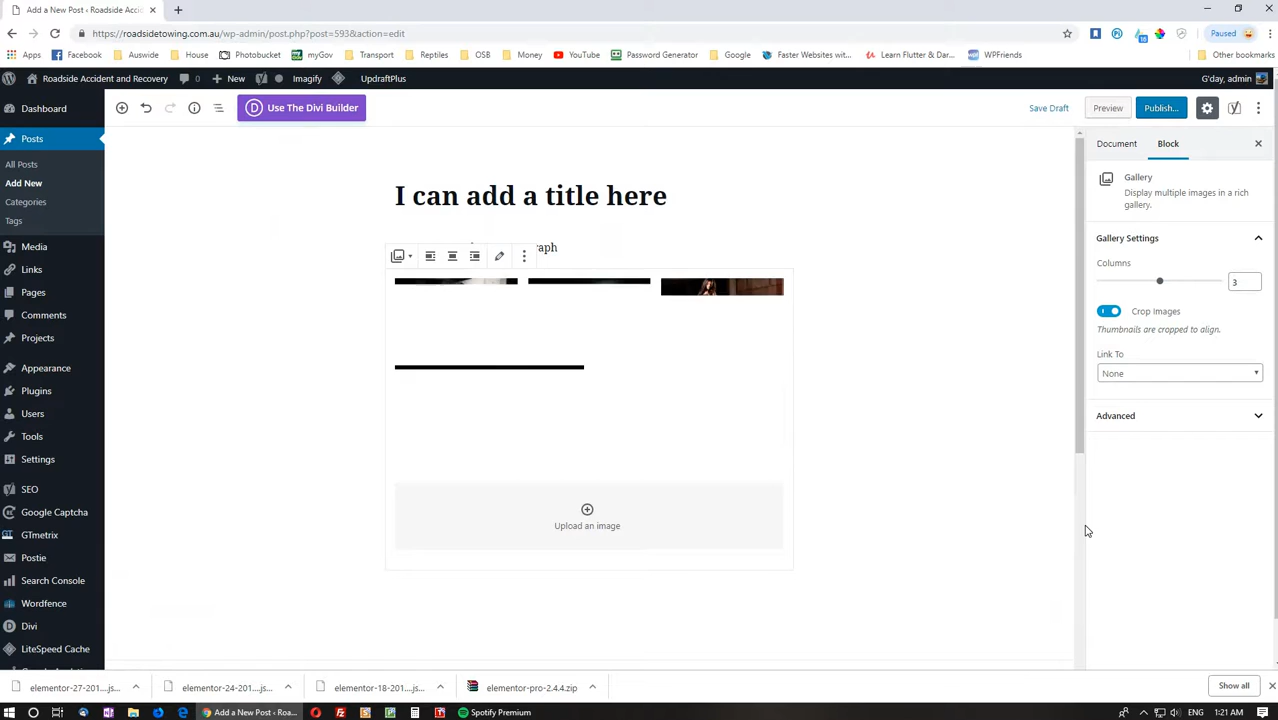 Add a New Post ‹ Roadside Acci
https://roadsidetowing.com.au/wp-admin/post.php?post=593&action=edit
Paused
Apps
Facebook
Auswide
House
Photobucket
myGov
Transport
Reptiles
OSB
Money
YouTube
Password Generator
Google
Faster Websites wi...
Learn Flutter & Dar...
WPFriends
Other bookmarks
Roadside Accident and Recovery
0
New
Imagify
UpdraftPlus
G'day, admin
Dashboard
Posts
All Posts
Add New
Categories
Tags
Media
Links
Pages
Comments
Projects
Appearance
Plugins
Users
Tools
Settings
SEO
Google Captcha
GTmetrix
Postie
Search Console
Wordfence
Divi
LiteSpeed Cache
Use The Divi Builder
Save Draft
Preview
Publish...
I can add a title here
raph
Upload an image
Document
Block
Gallery
Display multiple images in a rich
gallery.
Gallery Settings
Columns
3
Crop Images
Thumbnails are cropped to align.
Link To
None
Advanced
elementor-27-201....js...
elementor-24-201....js...
elementor-18-201....js...
elementor-pro-2.4.4.zip
Show all
Add a New Post ‹ Roa...
Spotify Premium
ENG
1:21 AM